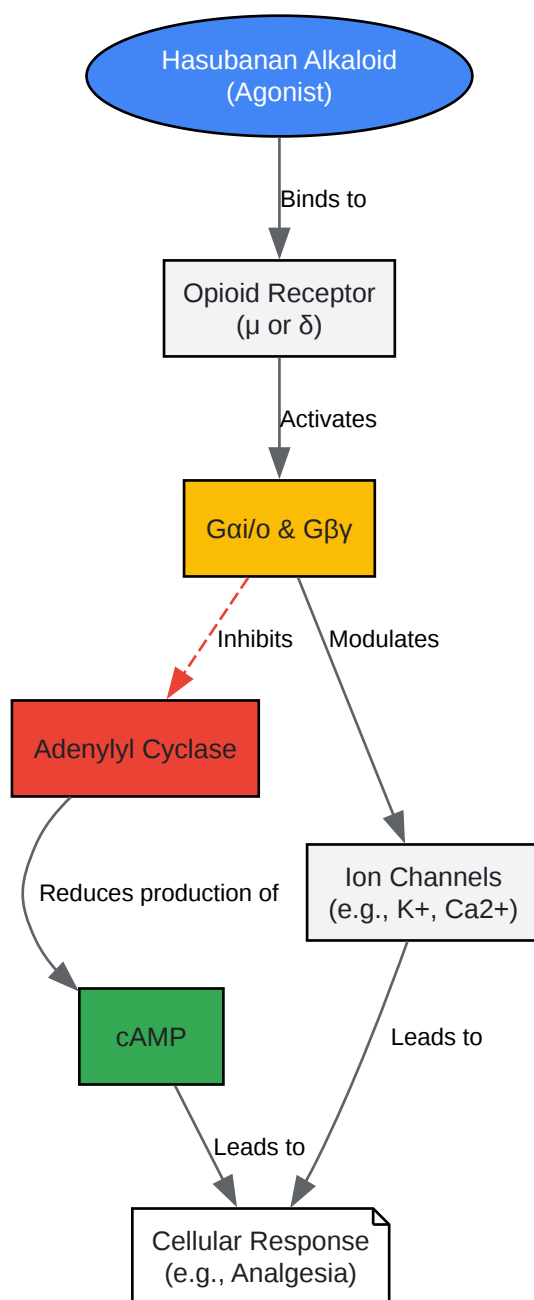 Hasubanan Alkaloid
(Agonist)
Binds to
Opioid Receptor
(μ or δ)
Activates
Gαi/o & Gβγ
Inhibits
Modulates
Adenylyl Cyclase
Reduces production of
Ion Channels
(e.g., K+, Ca2+)
cAMP
Leads to
Leads to
Cellular Response
(e.g., Analgesia)